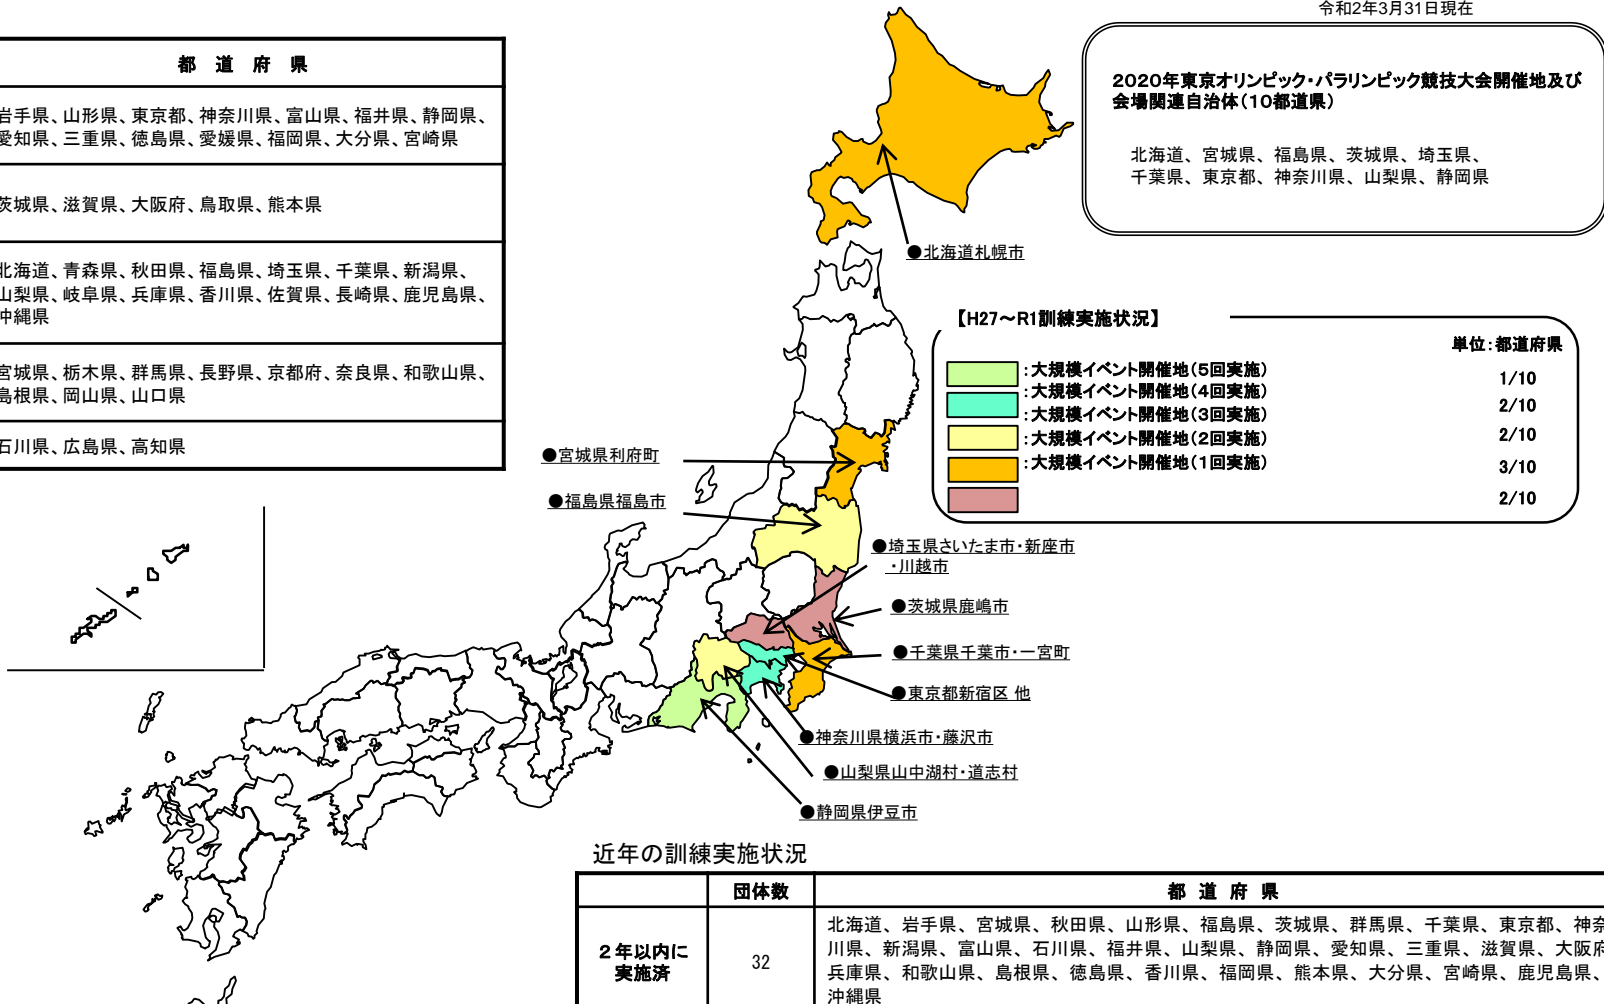 令和2年3月31日現在
都 道 府 県
岩手県、山形県、東京都、神奈川県、富山県、福井県、静岡県、
愛知県、三重県、徳島県、愛媛県、福岡県、大分県、宮崎県
茨城県、滋賀県、大阪府、鳥取県、熊本県
北海道、青森県、秋田県、福島県、埼玉県、千葉県、新潟県、
山梨県、岐阜県、兵庫県、香川県、佐賀県、長崎県、鹿児島県、
沖縄県
宮城県、栃木県、群馬県、長野県、京都府、奈良県、和歌山県、
島根県、岡山県、山口県
石川県、広島県、高知県
2020年東京オリンピック・パラリンピック競技大会開催地及び
会場関連自治体(10都道県)
北海道、宮城県、福島県、茨城県、埼玉県、
千葉県、東京都、神奈川県、山梨県、静岡県
●北海道札幌市
【H27～R1訓練実施状況】
単位:都道府県
:大規模イベント開催地(5回実施)
1/10
:大規模イベント開催地(4回実施)
2/10
:大規模イベント開催地(3回実施)
2/10
:大規模イベント開催地(2回実施)
3/10
:大規模イベント開催地(1回実施)
2/10
●宮城県利府町
●福島県福島市
●埼玉県さいたま市・新座市
・川越市
●茨城県鹿嶋市
●千葉県千葉市・一宮町
●東京都新宿区 他
●神奈川県横浜市・藤沢市
●山梨県山中湖村・道志村
●静岡県伊豆市
近年の訓練実施状況
団体数
都 道 府 県
2年以内に
実施済
32
北海道、岩手県、宮城県、秋田県、山形県、福島県、茨城県、群馬県、千葉県、東京都、神奈
川県、新潟県、富山県、石川県、福井県、山梨県、静岡県、愛知県、三重県、滋賀県、大阪府
兵庫県、和歌山県、島根県、徳島県、香川県、福岡県、熊本県、大分県、宮崎県、鹿児島県、
沖縄県